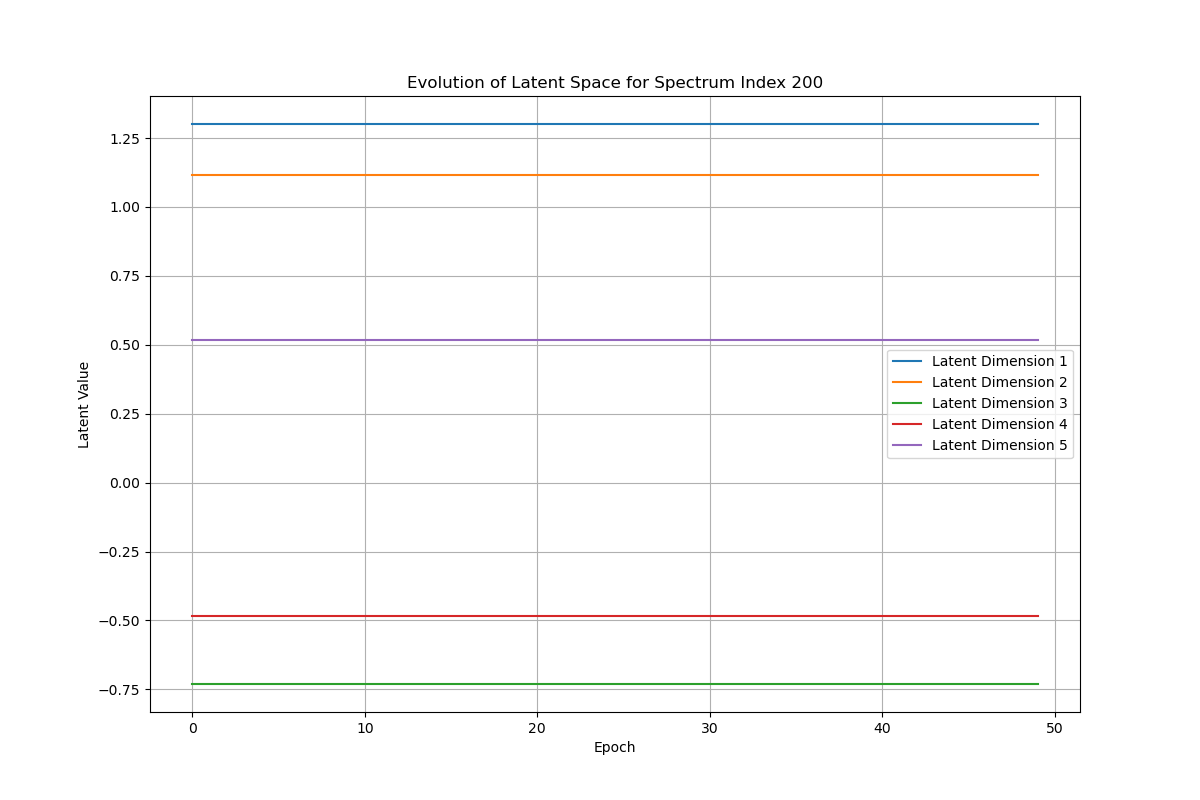 Evolution of Latent Space for Spectrum Index 200
1.25
1.00
0.75
0.50
0.25
0.00
−0.25
−0.50
−0.75
Latent Value
Latent Dimension 1
Latent Dimension 2
Latent Dimension 3
Latent Dimension 4
Latent Dimension 5
0 10 20 30 40 50
Epoch